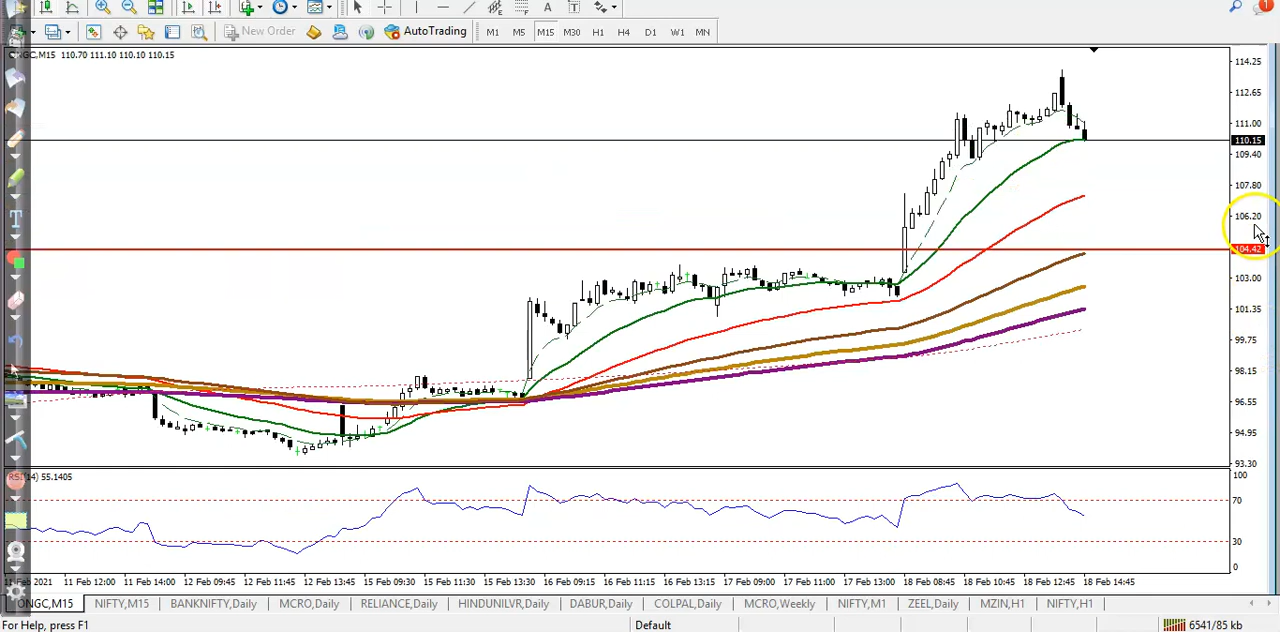 A T
New Order AutoTrading M1 M5 M15 M30 H1 H4 D1 W1 MN
ONGC,M15 110.70 111.10 110.10 110.15
114.25
112.65
111.00
110.15
109.40
107.80
106.20
104.42
103.00
101.35
99.75
98.15
96.55
94.95
93.30
RSI(14) 55.1405
100
70
30
0
11 Feb 2021 11 Feb 12:00 11 Feb 14:00 12 Feb 09:45 12 Feb 11:45 12 Feb 13:45 15 Feb 09:30 15 Feb 11:30 15 Feb 13:30 16 Feb 09:15 16 Feb 11:15 16 Feb 13:15 17 Feb 09:00 17 Feb 11:00 17 Feb 13:00 18 Feb 08:45 18 Feb 10:45 18 Feb 12:45 18 Feb 14:45
ONGC,M15 NIFTY,M15 BANKNIFTY,Daily MCRO,Daily RELIANCE,Daily HINDUNILVR,Daily DABUR,Daily COLPAL,Daily MCRO,Weekly NIFTY,M1 ZEEL,Daily MZIN,H1 NIFTY,H1
For Help, press F1 Default 6541/85 kb